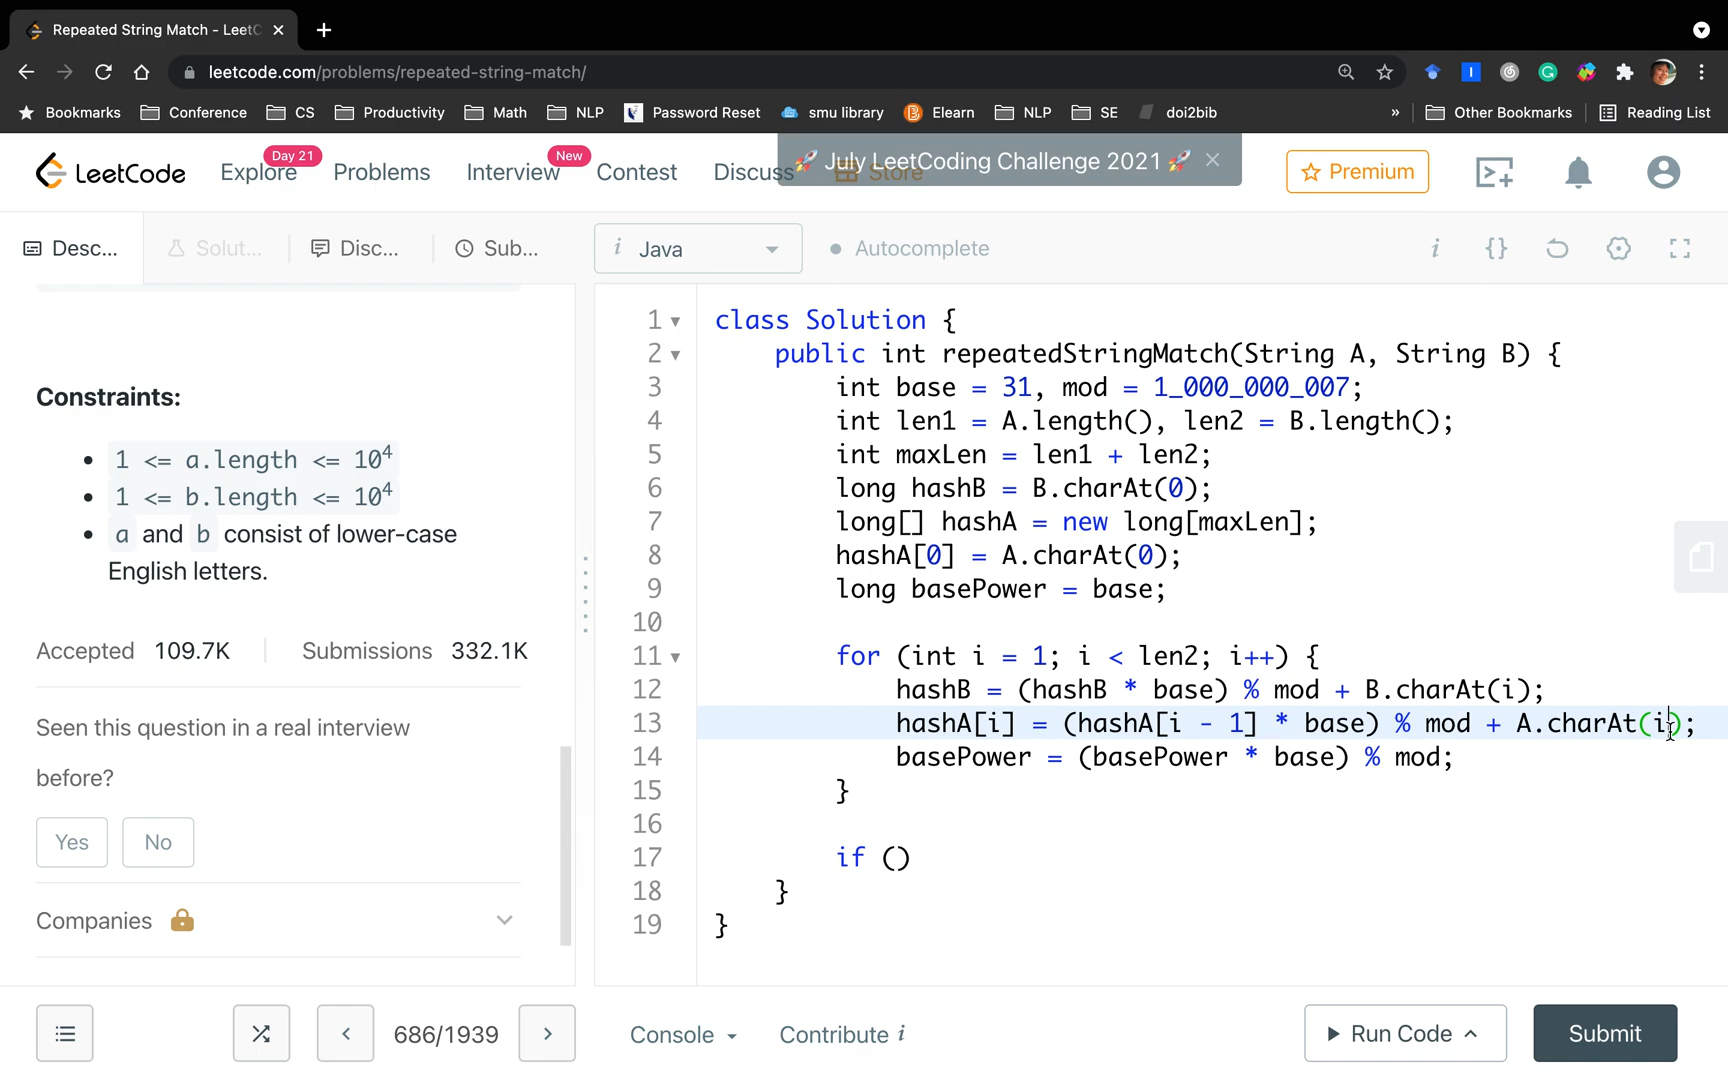 Repeated String Match - LeetC
leetcode.com/problems/repeated-string-match/
Bookmarks Conference CS Productivity Math NLP Password Reset smu library Elearn NLP SE doi2bib » Other Bookmarks Reading List
LeetCode Explore Day 21 Problems Interview New Contest Discuss Store Premium
🚀 July LeetCoding Challenge 2021 🚀
Desc... Solut... Disc... Sub...
i Java Autocomplete
Constraints:
1 <= a.length <= 10⁴
1 <= b.length <= 10⁴
a and b consist of lower-case
English letters.
Accepted 109.7K Submissions 332.1K
Seen this question in a real interview
before?
Yes No
Companies
1 class Solution {
2 public int repeatedStringMatch(String A, String B) {
3 int base = 31, mod = 1_000_000_007;
4 int len1 = A.length(), len2 = B.length();
5 int maxLen = len1 + len2;
6 long hashB = B.charAt(0);
7 long[] hashA = new long[maxLen];
8 hashA[0] = A.charAt(0);
9 long basePower = base;
10
11 for (int i = 1; i < len2; i++) {
12 hashB = (hashB * base) % mod + B.charAt(i);
13 hashA[i] = (hashA[i - 1] * base) % mod + A.charAt(i);
14 basePower = (basePower * base) % mod;
15 }
16
17 if ()
18 }
19 }
686/1939
Console Contribute i
Run Code Submit